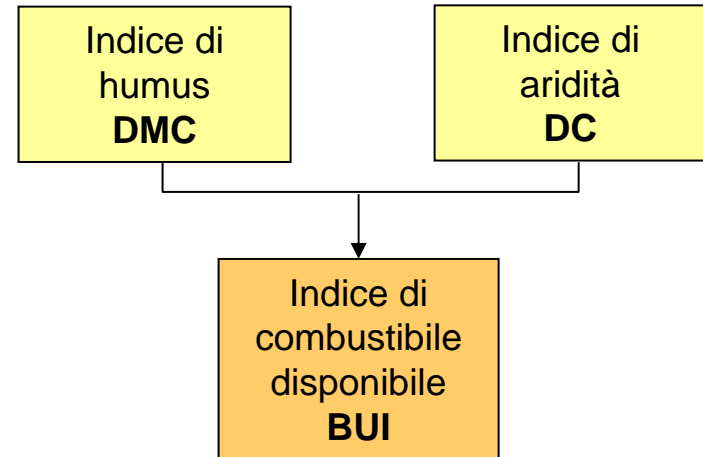 Indice di
humus
DMC
Indice di
aridità
DC
Indice di
combustibile
disponibile
BUI